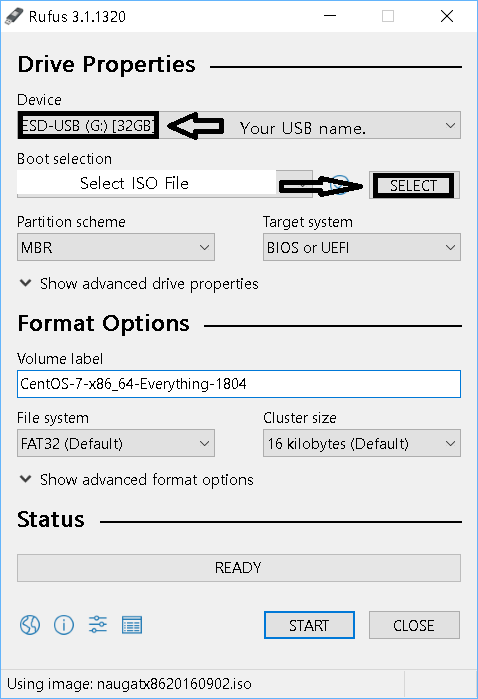 Rufus 3.1.1320
Drive Properties
Device
ESD-USB (G:) [32GB] Your USB name.
Boot selection
Select ISO File SELECT
Partition scheme Target system
MBR BIOS or UEFI
Show advanced drive properties
Format Options
Volume label
CentOS-7-x86_64-Everything-1804
File system Cluster size
FAT32 (Default) 16 kilobytes (Default)
Show advanced format options
Status
READY
START CLOSE
Using image: naugatx8620160902.iso